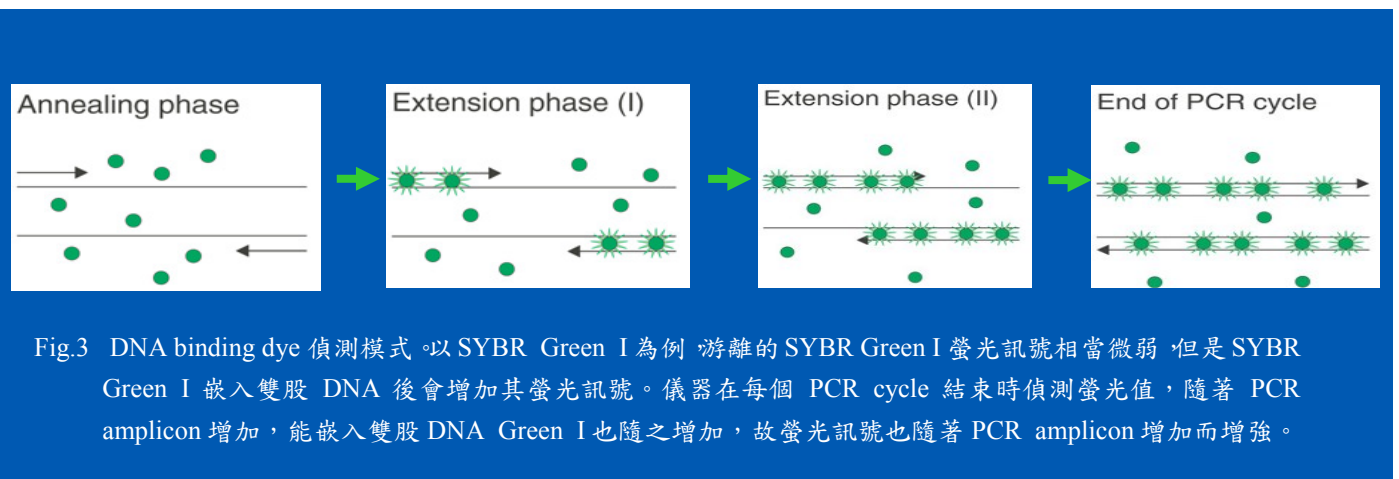 Annealing phase
Extension phase (I)
Extension phase (II)
End of PCR cycle
Fig.3 DNA binding dye 偵測模式。以 SYBR Green I 為例，游離的 SYBR Green I 螢光訊號相當微弱，但是 SYBR
Green I 嵌入雙股 DNA 後會增加其螢光訊號。儀器在每個 PCR cycle 結束時偵測螢光值，隨著 PCR
amplicon 增加，能嵌入雙股 DNA Green I 也隨之增加，故螢光訊號也隨著 PCR amplicon 增加而增強。